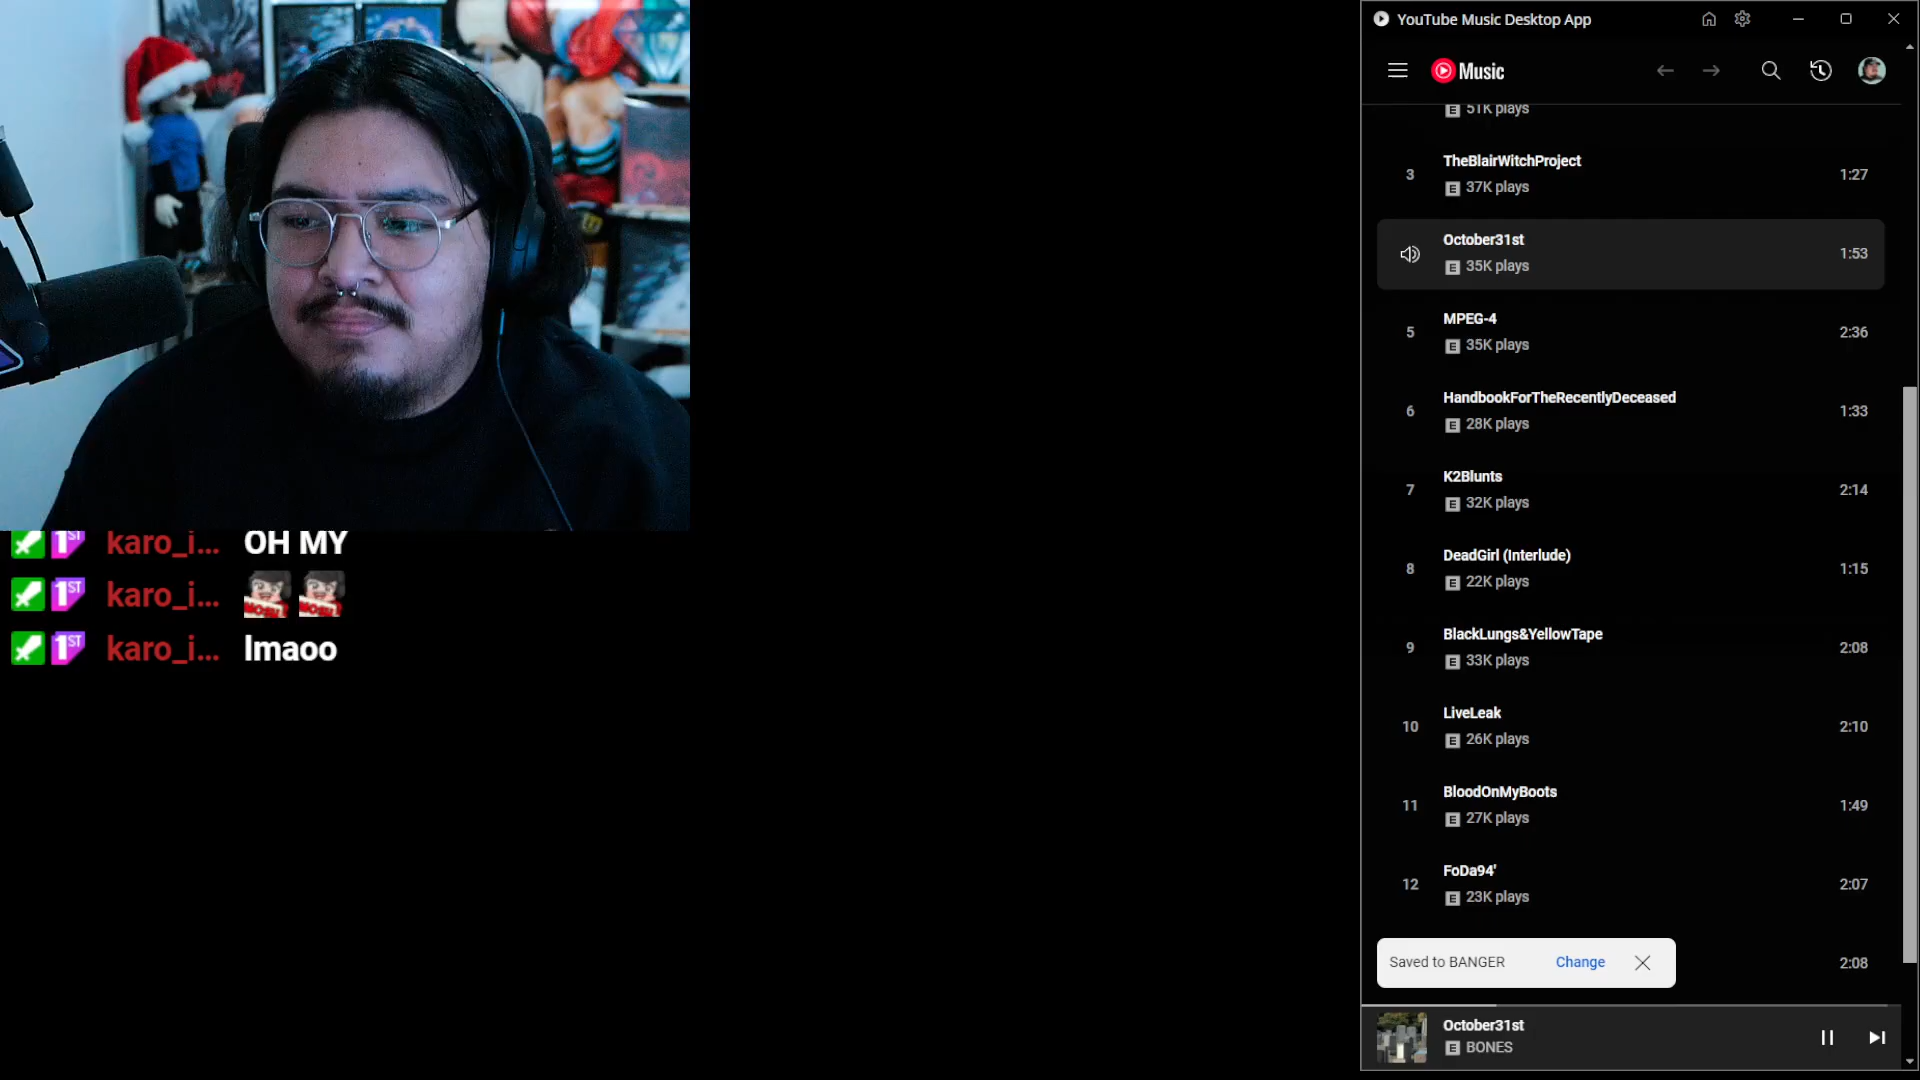 YouTube Music Desktop App
Music
E 51K plays
3 TheBlairWitchProject 1:27
E 37K plays
October31st 1:53
E 35K plays
5 MPEG-4 2:36
E 35K plays
6 HandbookForTheRecentlyDeceased 1:33
E 28K plays
7 K2Blunts 2:14
E 32K plays
8 DeadGirl (Interlude) 1:15
E 22K plays
9 BlackLungs&YellowTape 2:08
E 33K plays
10 LiveLeak 2:10
E 26K plays
11 BloodOnMyBoots 1:49
E 27K plays
12 FoDa94' 2:07
E 23K plays
Saved to BANGER Change
2:08
October31st
E BONES
1ST karo_i... OH MY
1ST karo_i...
1ST karo_i... lmaoo